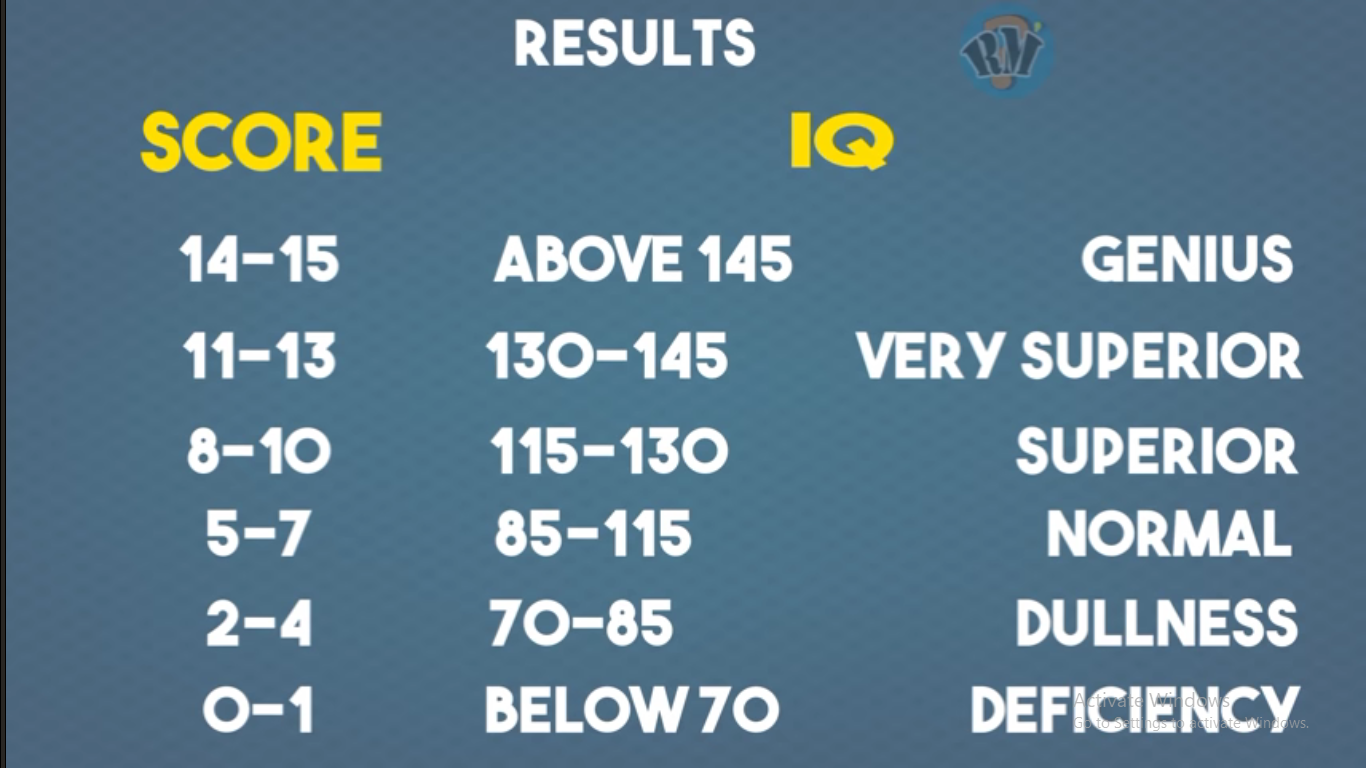 RESULTS
RM
SCORE IQ
14-15 ABOVE 145 GENIUS
11-13 130-145 VERY SUPERIOR
8-10 115-130 SUPERIOR
5-7 85-115 NORMAL
2-4 70-85 DULLNESS
0-1 BELOW 70 DEFICIENCY
Activate Windows
Go to Settings to activate Windows.